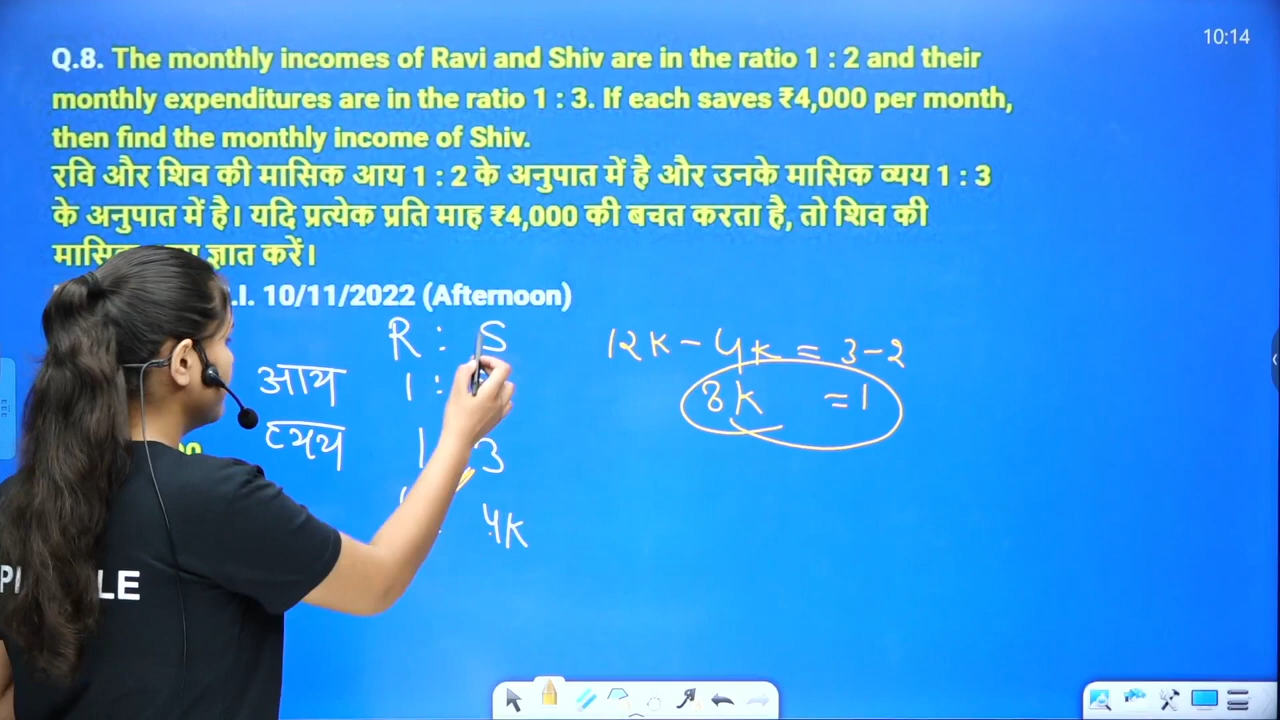 10:14
Q.8. The monthly incomes of Ravi and Shiv are in the ratio 1 : 2 and their
monthly expenditures are in the ratio 1 : 3. If each saves ₹4,000 per month,
then find the monthly income of Shiv.
रवि और शिव की मासिक आय 1 : 2 के अनुपात में है और उनके मासिक व्यय 1 : 3
के अनुपात में है। यदि प्रत्येक प्रति माह ₹4,000 की बचत करता है, तो शिव की
ज्ञात करें।
10/11/2022 (Afternoon)
R : S
12K - 4K = 3-2
आय 1 :
8K = 1
व्यय 1 3
4K